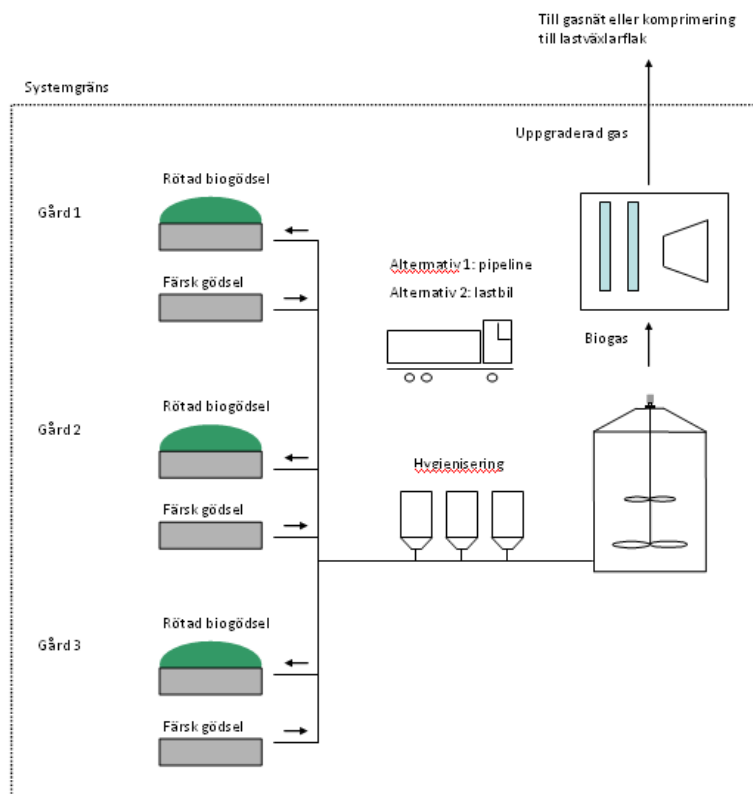 Till gasnät eller komprimering
till lastväxlarflak
Systemgräns
Uppgraderad gas
Rötad biogödsel
Gård 1
Alternativ 1: pipeline
Färsk gödsel
Alternativ 2: lastbil
Biogas
Rötad biogödsel
Gård 2
Hygienisering
Färsk gödsel
Rötad biogödsel
Gård 3
Färsk gödsel